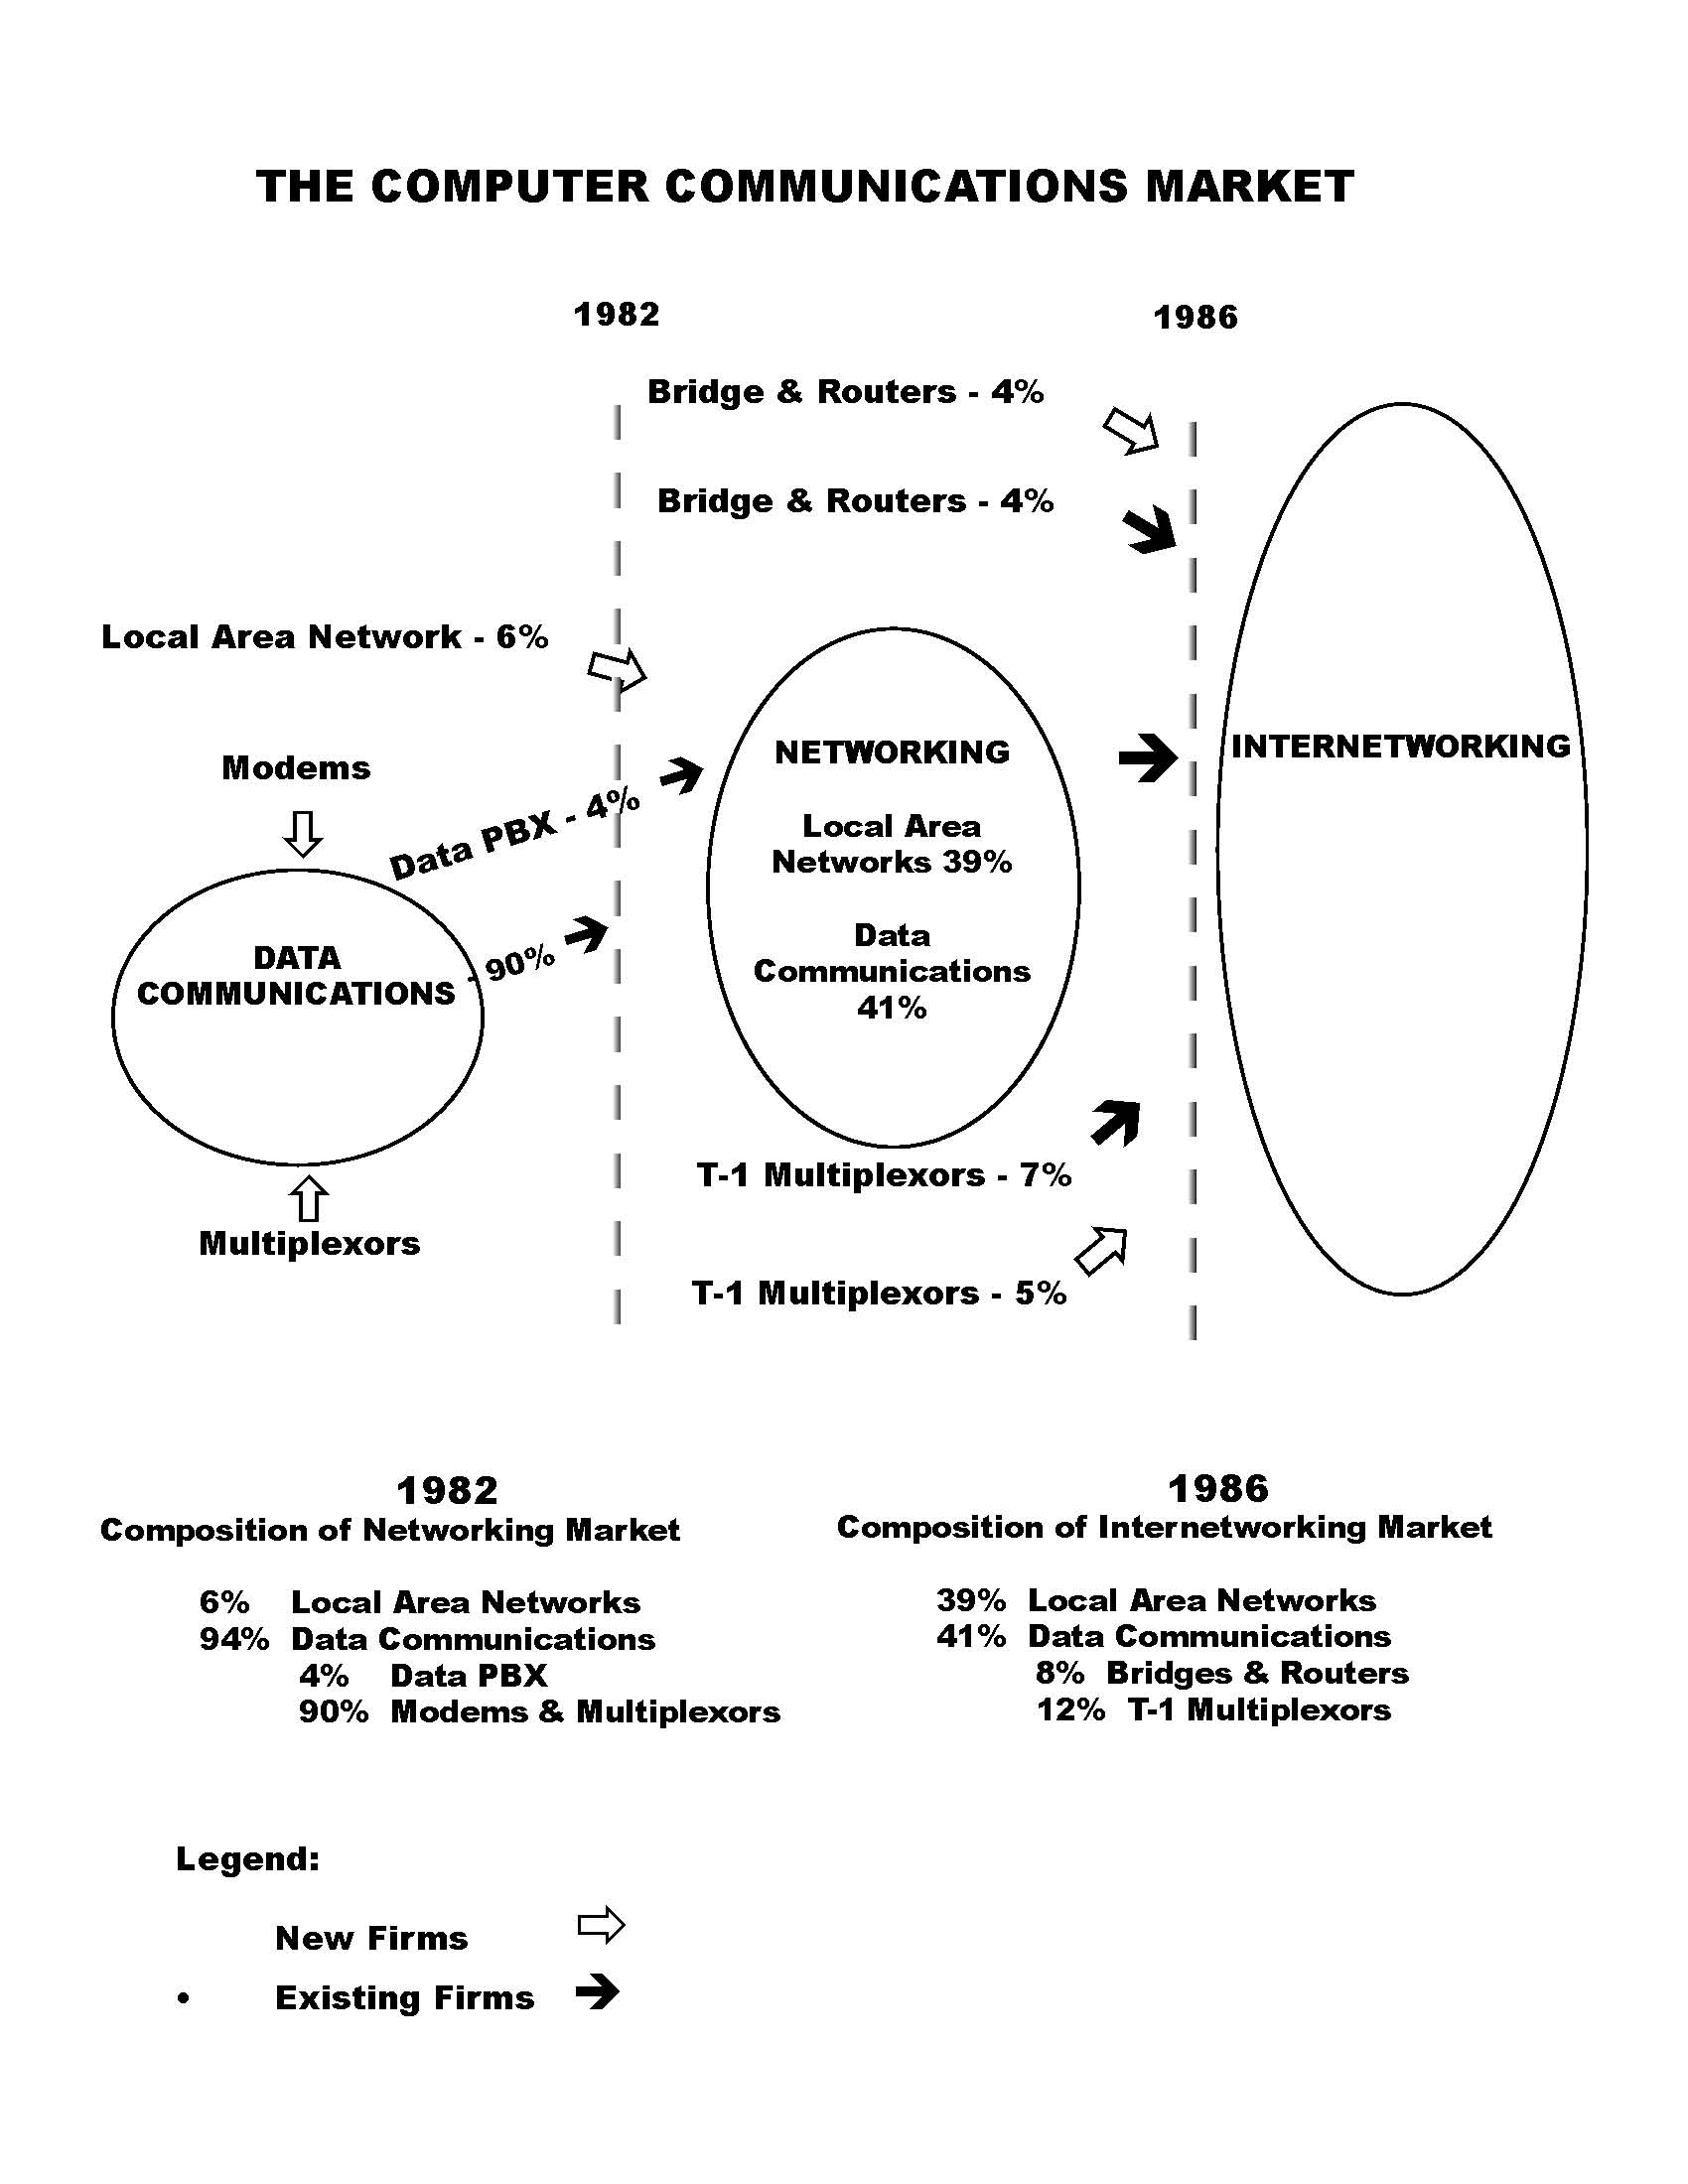 THE COMPUTER COMMUNICATIONS MARKET
1982
1986
Bridge & Routers - 4%
Bridge & Routers - 4%
Local Area Network - 6%
Modems
Data PBX - 4%
DATA
COMMUNICATIONS
- 90%
Multiplexors
NETWORKING
Local Area
Networks 39%
Data
Communications
41%
INTERNETWORKING
T-1 Multiplexors - 7%
T-1 Multiplexors - 5%
1982
Composition of Networking Market
6% Local Area Networks
94% Data Communications
4% Data PBX
90% Modems & Multiplexors
1986
Composition of Internetworking Market
39% Local Area Networks
41% Data Communications
8% Bridges & Routers
12% T-1 Multiplexors
Legend:
New Firms
• Existing Firms